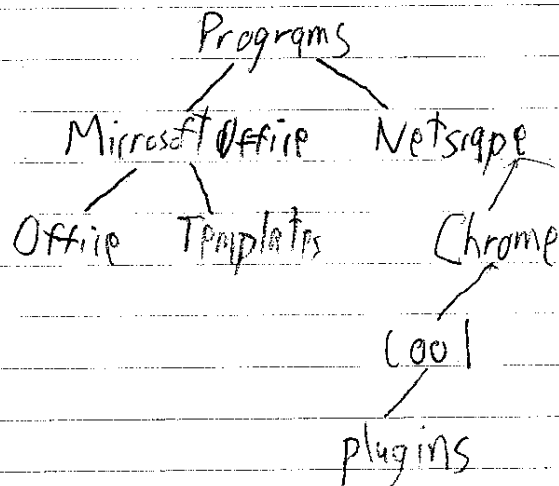 Programs
Microsoft Office Netscape
Office Templates Chrome
Cool
plugins